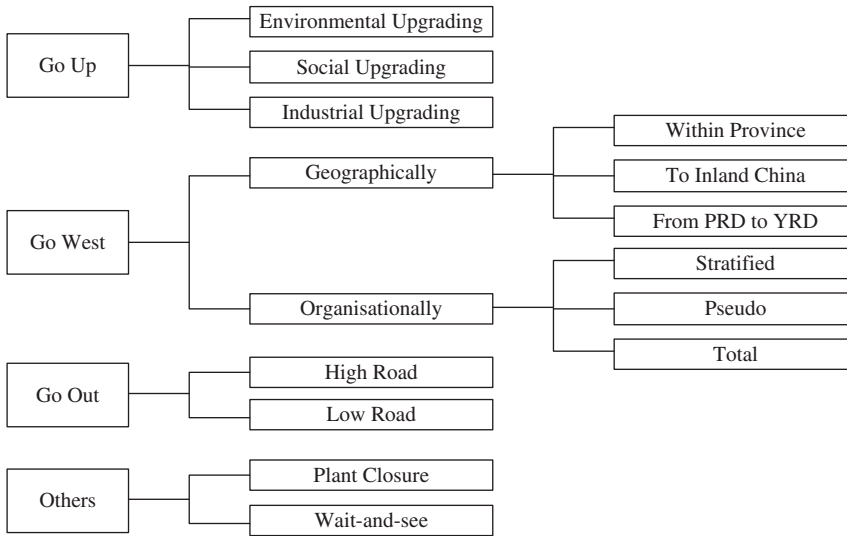 Go Up
Environmental Upgrading
Social Upgrading
Industrial Upgrading
Go West
Geographically
Within Province
To Inland China
From PRD to YRD
Organisationally
Stratified
Pseudo
Total
Go Out
High Road
Low Road
Others
Plant Closure
Wait-and-see